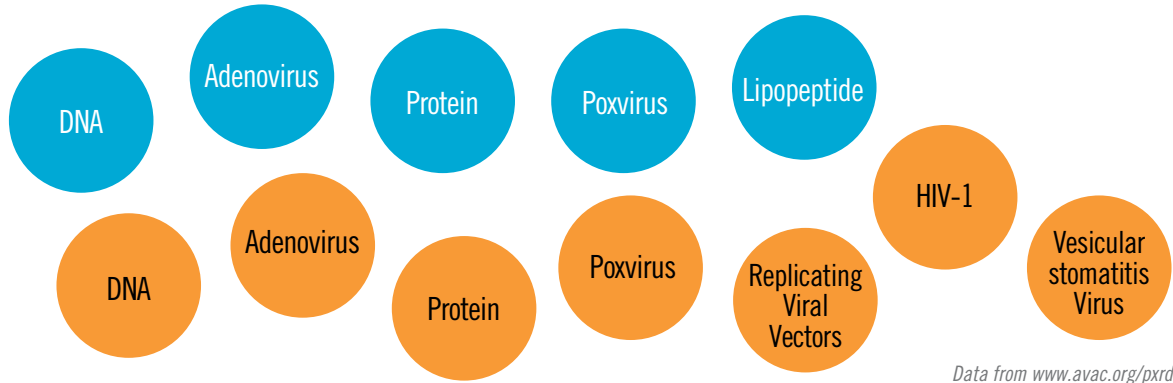 DNA
Adenovirus
Protein
Poxvirus
Lipopeptide
DNA
Adenovirus
Protein
Poxvirus
Replicating
Viral
Vectors
HIV-1
Vesicular
stomatitis
Virus
Data from www.avac.org/pxrd